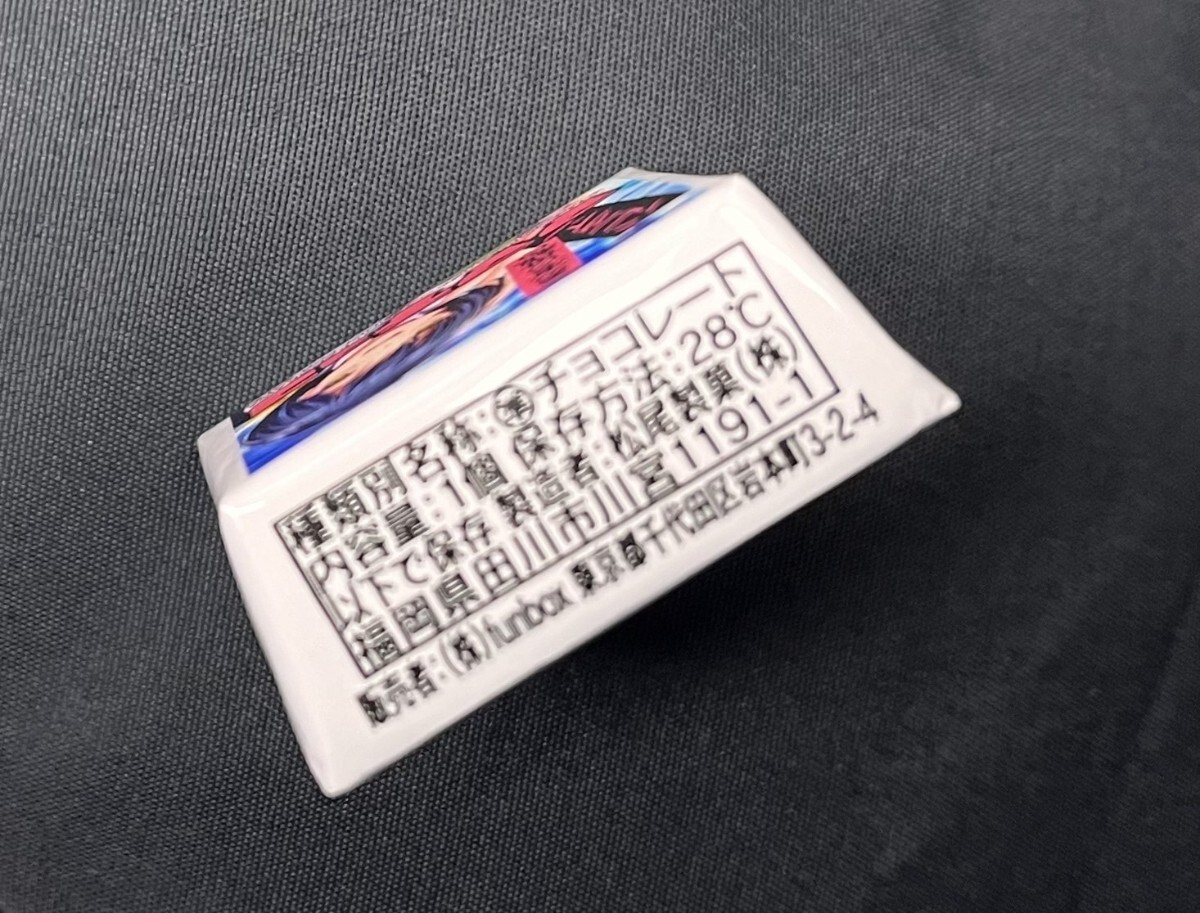 種類別名称:㊩チョコレート
内容量:1個 保存方法:28℃
以下で保存 製造者:松尾製菓(株)
福岡県田川市川宮1191-1
販売者:(株)funbox 東京都千代田区岩本町3-2-4